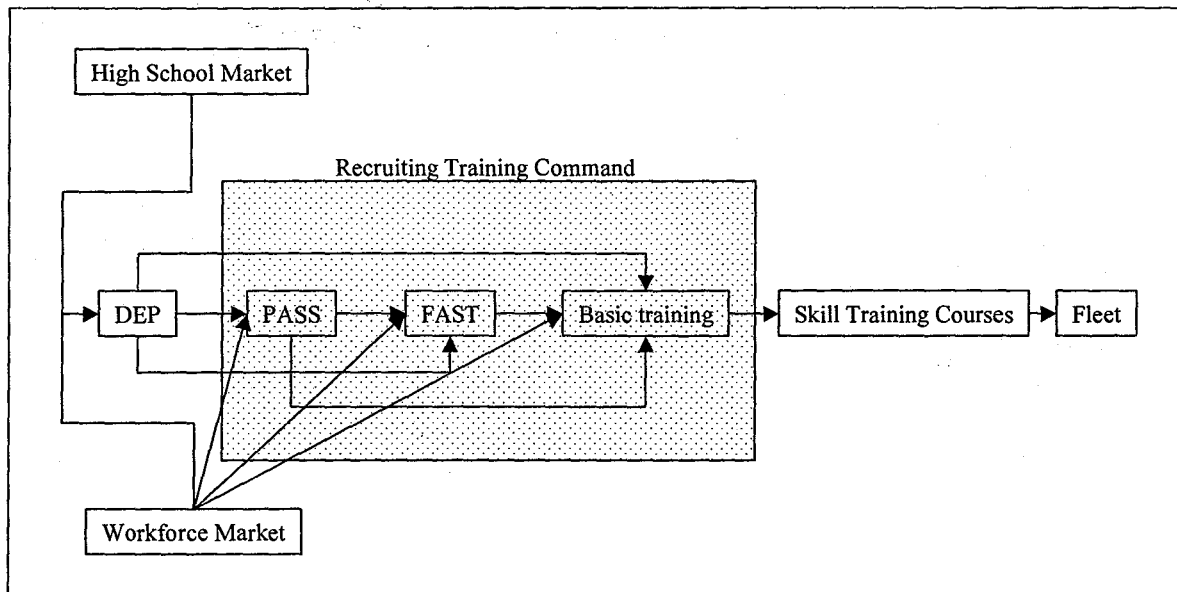 High School Market
Recruiting Training Command
DEP
PASS
FAST
Basic training
Skill Training Courses
Fleet
Workforce Market